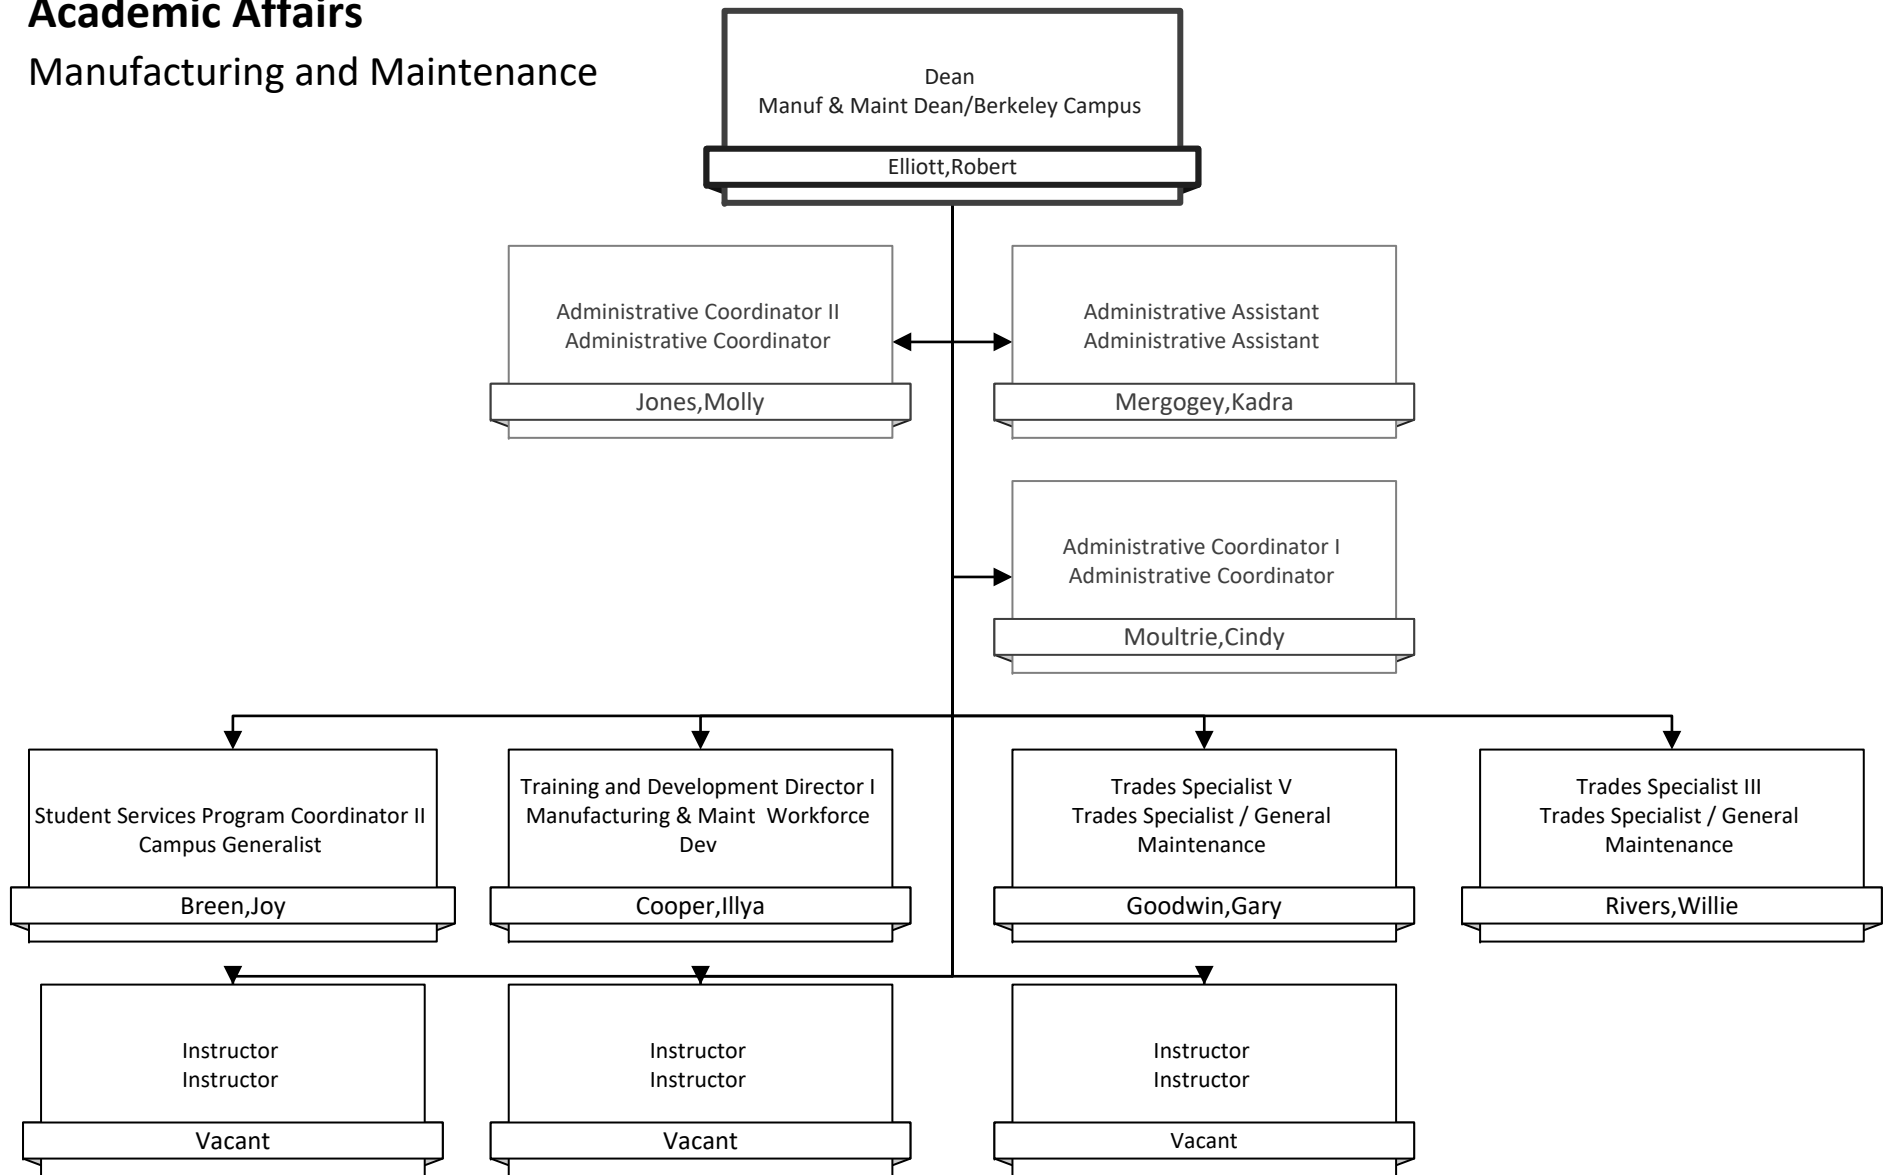 Academic Affairs
Manufacturing and Maintenance
Dean
Manuf & Maint Dean/Berkeley Campus
Elliott,Robert
Administrative Coordinator II
Administrative Coordinator
Jones,Molly
Administrative Assistant
Administrative Assistant
Mergogey,Kadra
Administrative Coordinator I
Administrative Coordinator
Moultrie,Cindy
Student Services Program Coordinator II
Campus Generalist
Breen,Joy
Training and Development Director I
Manufacturing & Maint  Workforce
Dev
Cooper,Illya
Trades Specialist V
Trades Specialist / General
Maintenance
Goodwin,Gary
Trades Specialist III
Trades Specialist / General
Maintenance
Rivers,Willie
Instructor
Instructor
Vacant
Instructor
Instructor
Vacant
Instructor
Instructor
Vacant